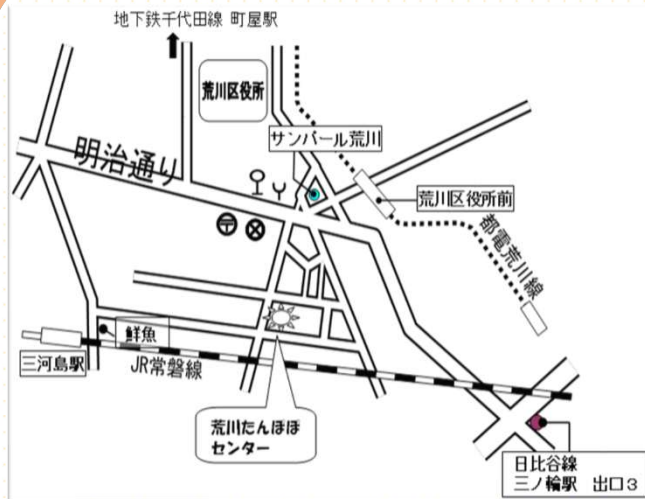 地下鉄千代田線 町屋駅
荒川区役所
サンパール荒川
明治通り
荒川区役所前
都電荒川線
鮮魚
三河島駅
JR常磐線
荒川たんぽぽ
センター
日比谷線
三ノ輪駅 出口3